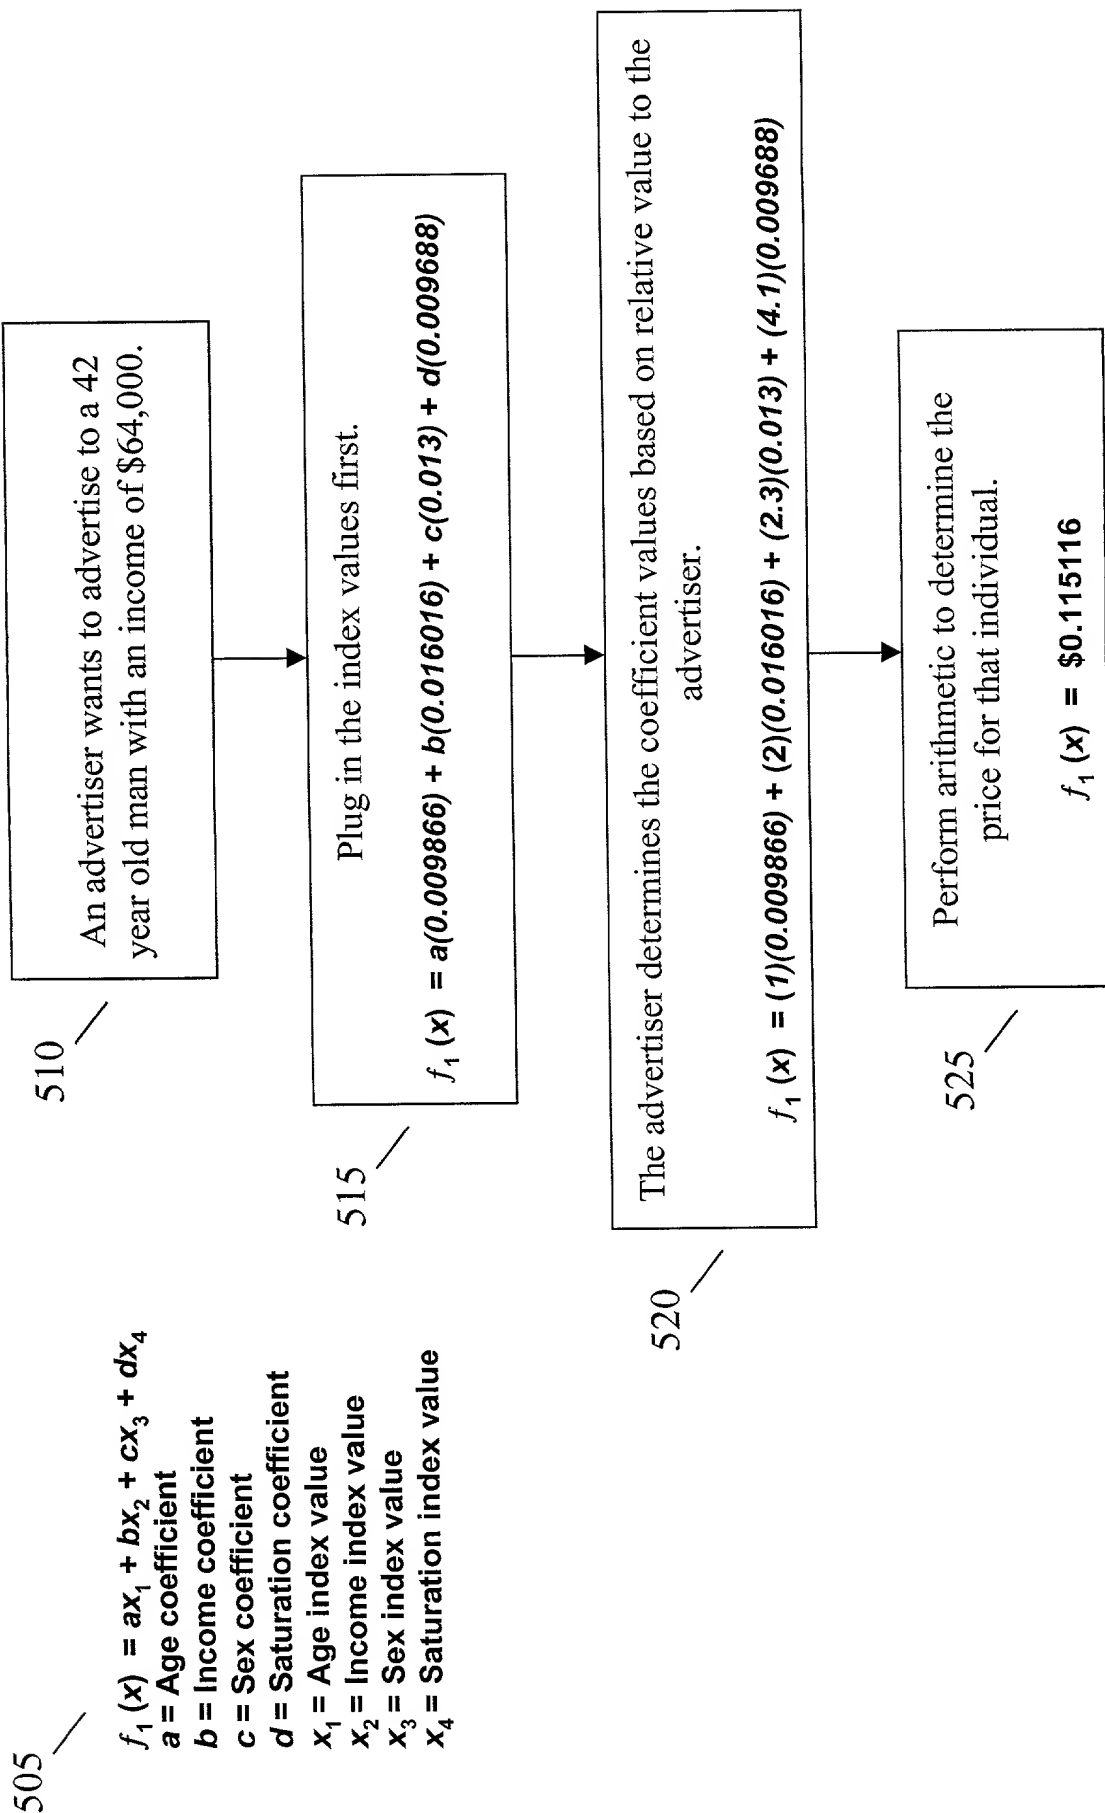 505
f₁ (x) = ax₁ + bx₂ + cx₃ + dx₄
a = Age coefficient
b = Income coefficient
c = Sex coefficient
d = Saturation coefficient
x₁ = Age index value
x₂ = Income index value
x₃ = Sex index value
x₄ = Saturation index value
510
An advertiser wants to advertise to a 42
year old man with an income of $64,000.
515
Plug in the index values first.
f₁ (x) = a(0.009866) + b(0.016016) + c(0.013) + d(0.009688)
520
The advertiser determines the coefficient values based on relative value to the
advertiser.
f₁ (x) = (1)(0.009866) + (2)(0.016016) + (2.3)(0.013) + (4.1)(0.009688)
525
Perform arithmetic to determine the
price for that individual.
f₁ (x) = $0.115116